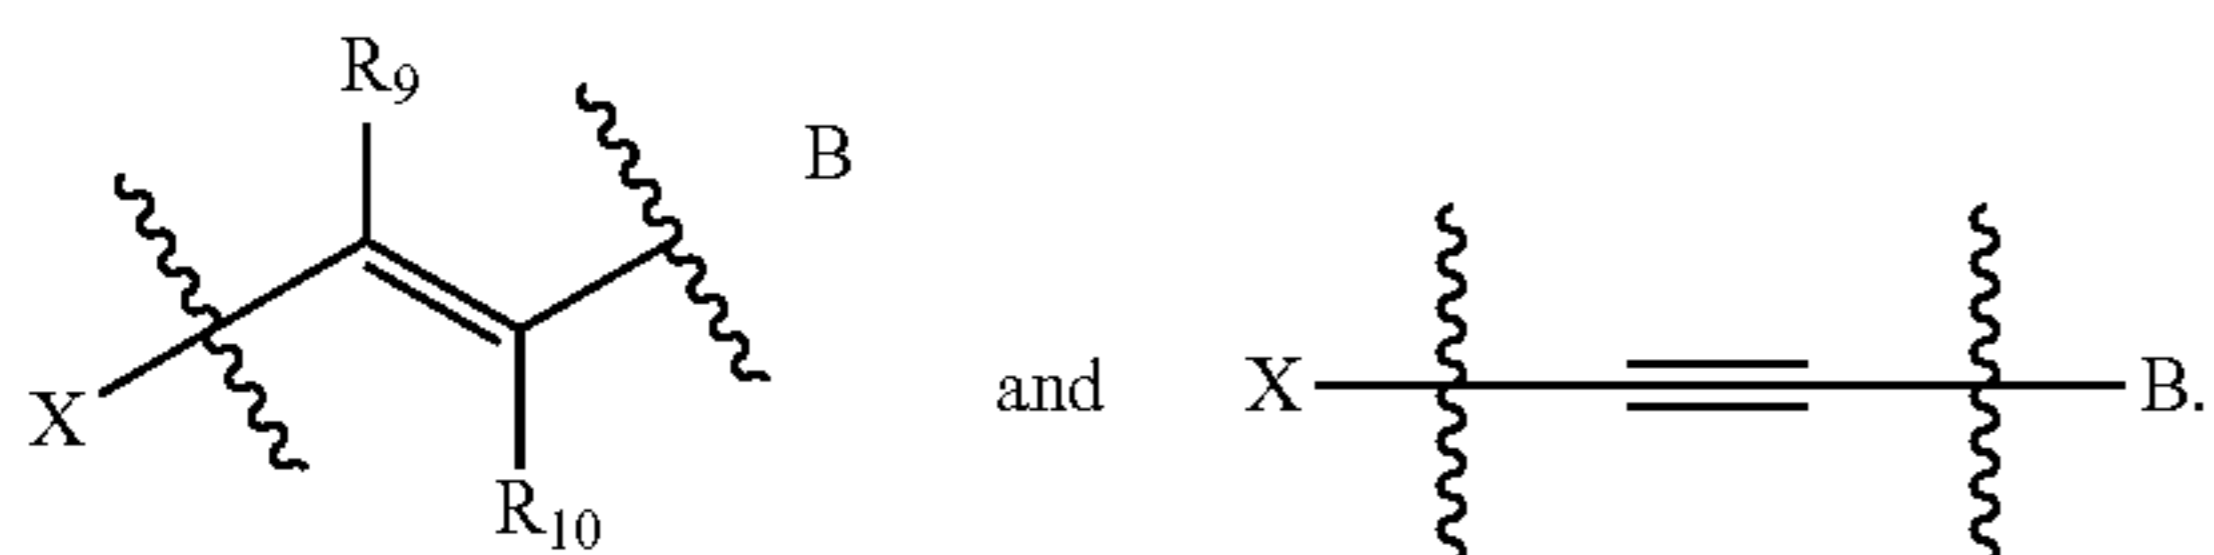 R₉
B
X
R₁₀
and
X
B.